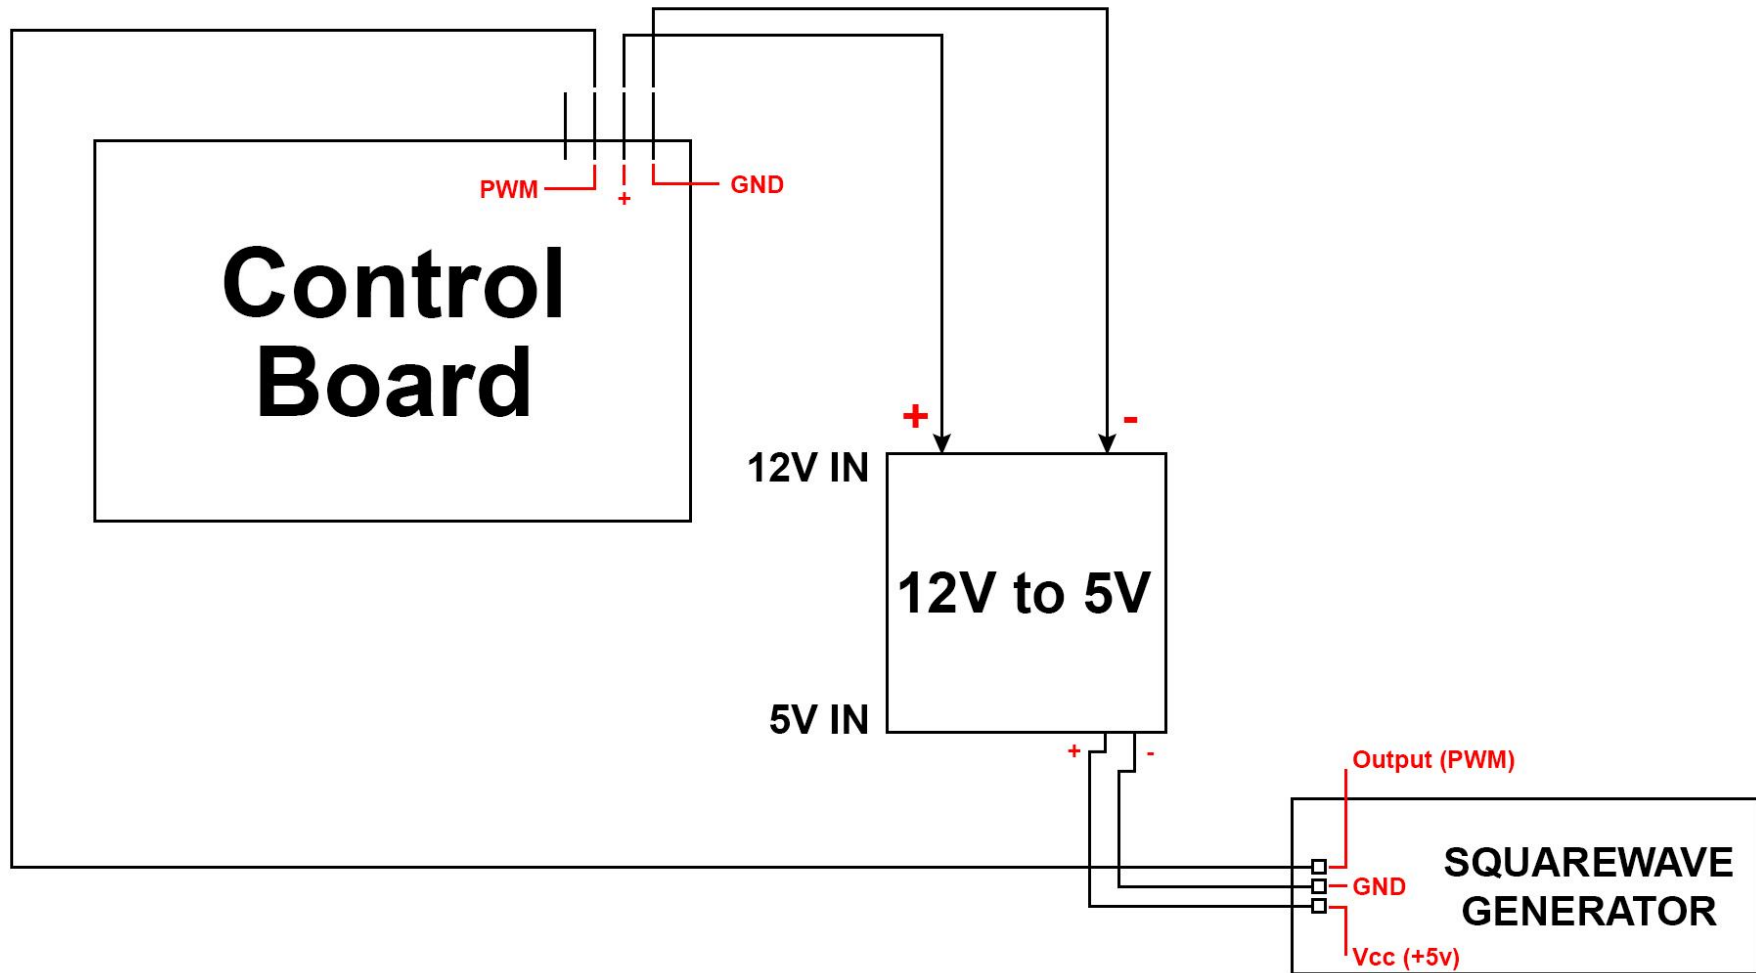 PWM
+
GND
Control
Board
+
-
12V IN
12V to 5V
5V IN
+
-
Output (PWM)
SQUAREWAVE
GENERATOR
GND
Vcc (+5v)